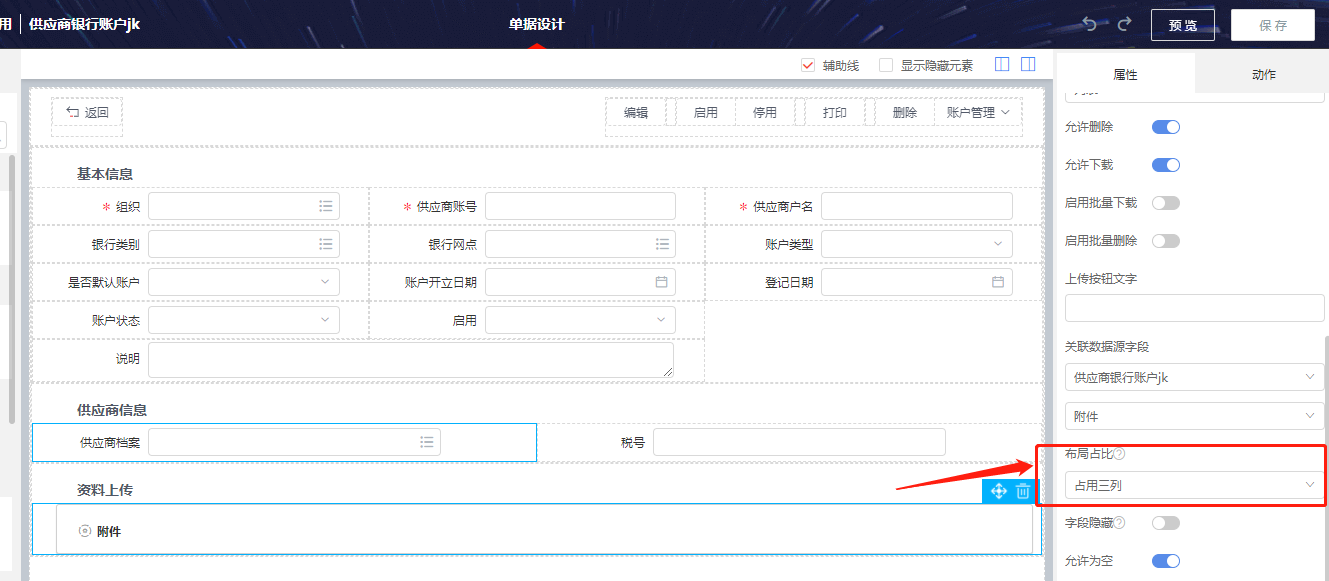 用 供应商银行账户jk 单据设计 预览 保存
辅助线 显示隐藏元素
属性 动作
返回 编辑 启用 停用 打印 删除 账户管理
基本信息
* 组织 * 供应商账号 * 供应商户名
银行类别 银行网点 账户类型
是否默认账户 账户开立日期 登记日期
账户状态 启用
说明
供应商信息
供应商档案 税号
资料上传
附件
允许删除
允许下载
启用批量下载
启用批量删除
上传按钮文字
关联数据源字段
供应商银行账户jk
附件
布局占比?
占用三列
字段隐藏?
允许为空